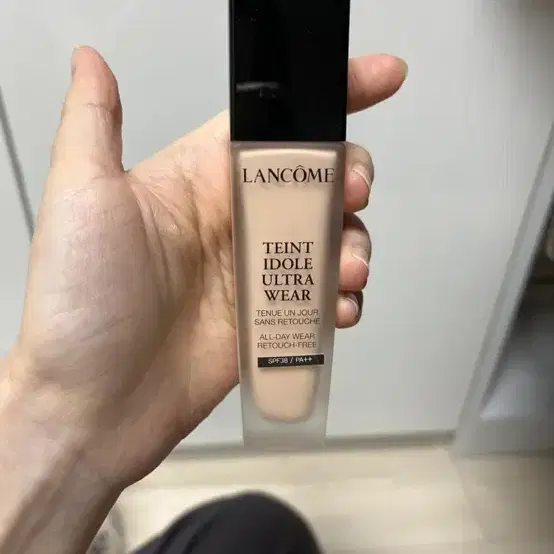 LANCÔME
TEINT
IDOLE
ULTRA
WEAR
TENUE UN JOUR
SANS RETOUCHE
ALL-DAY WEAR
RETOUCH-FREE
SPF38 / PA++